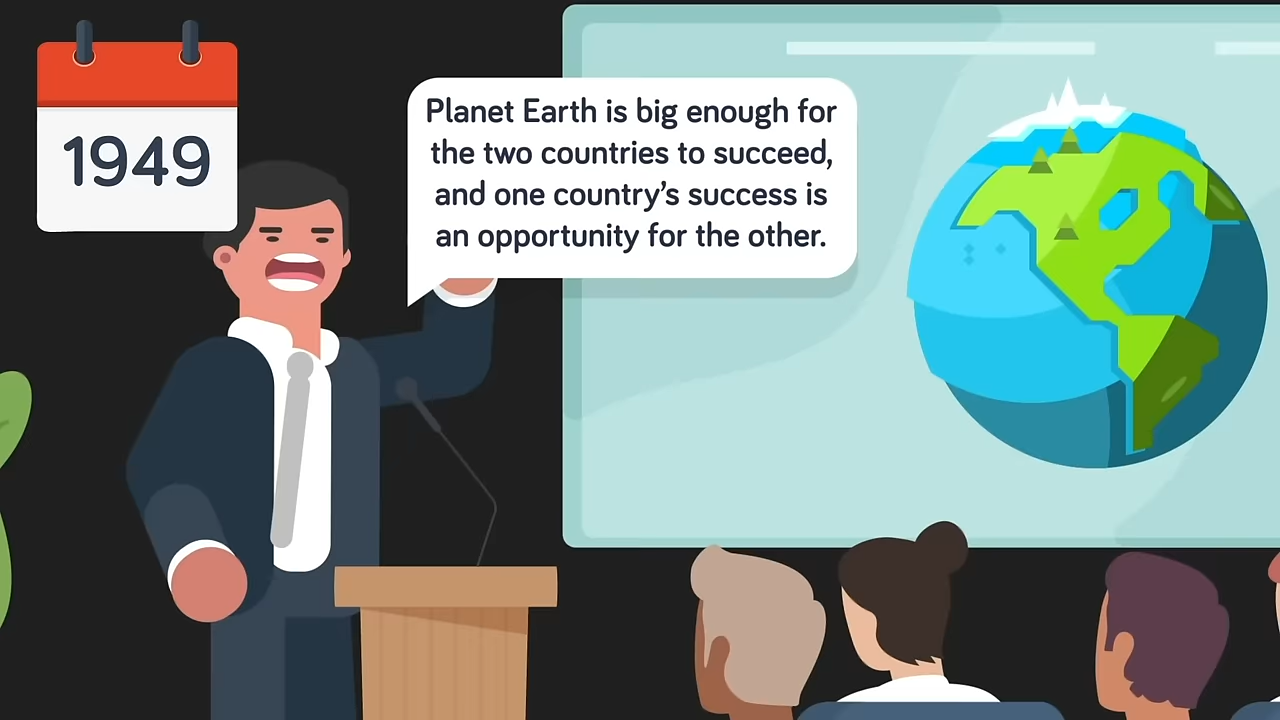 1949
Planet Earth is big enough for
the two countries to succeed,
and one country's success is
an opportunity for the other.